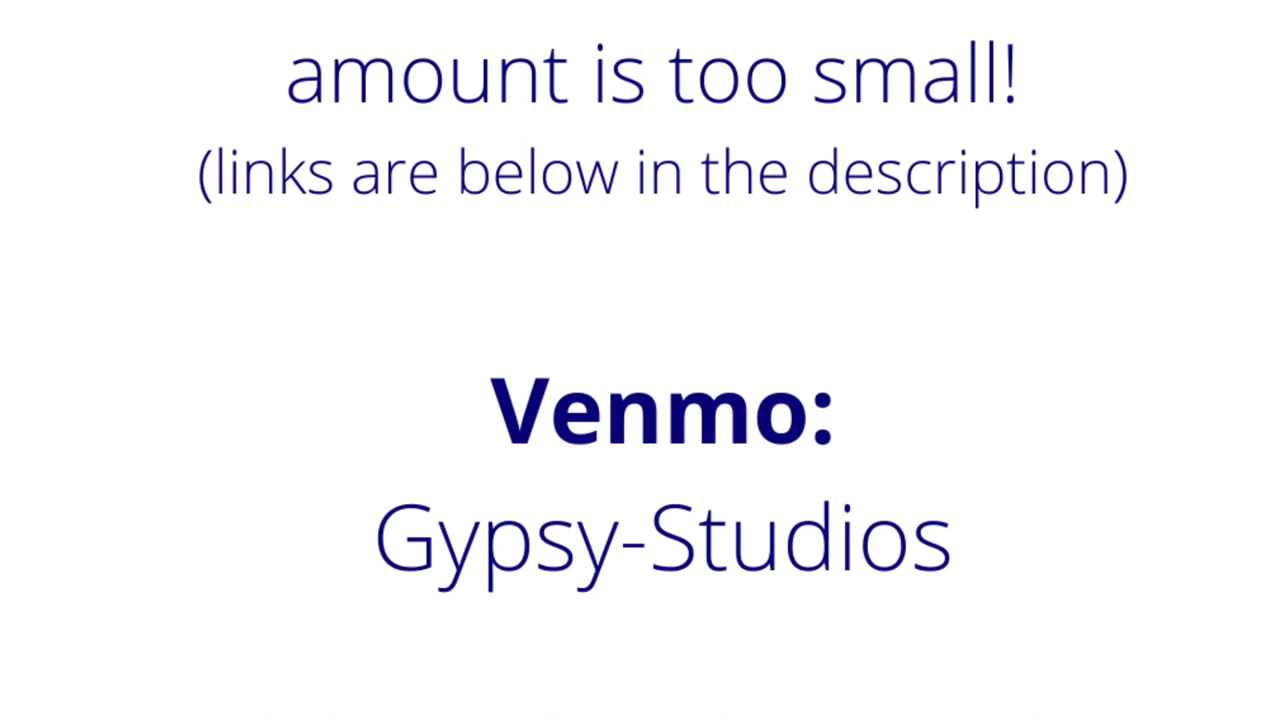 amount is too small!
(links are below in the description)
Venmo:
Gypsy-Studios